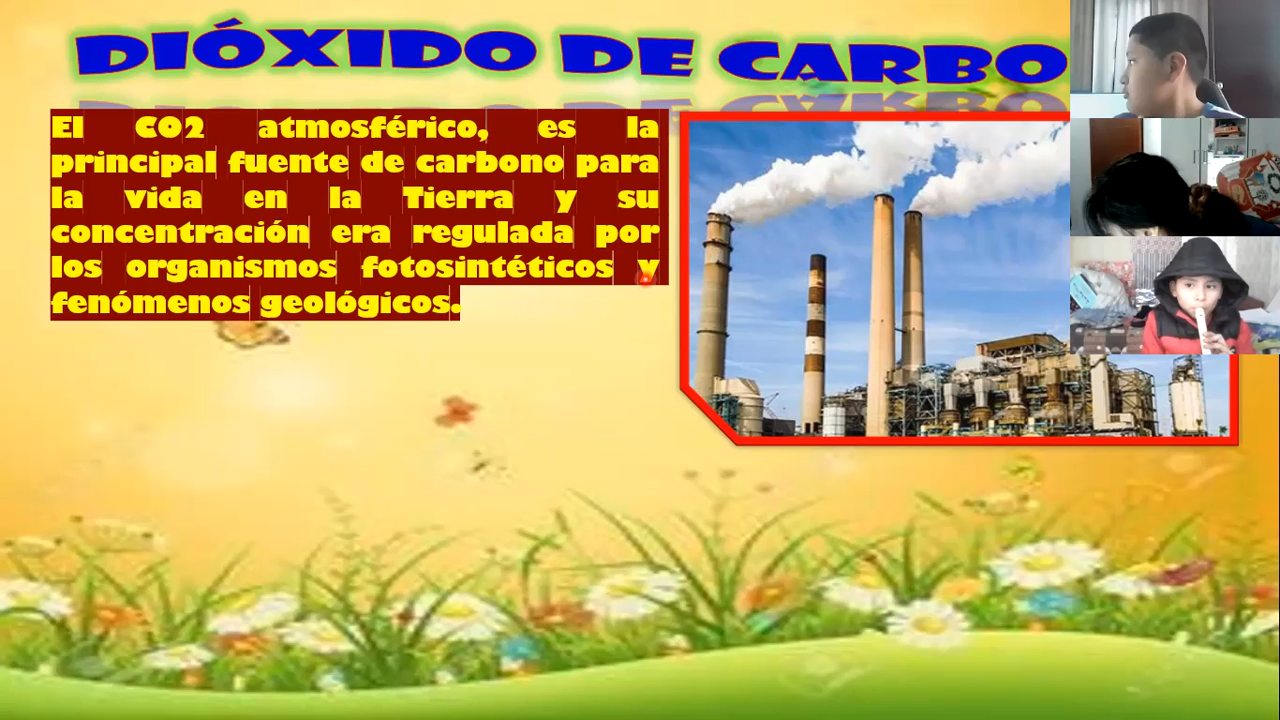 DIÓXIDO DE CARBO
El CO2 atmosférico, es la
principal fuente de carbono para
la vida en la Tierra y su
concentración era regulada por
los organismos fotosintéticos y
fenómenos geológicos.